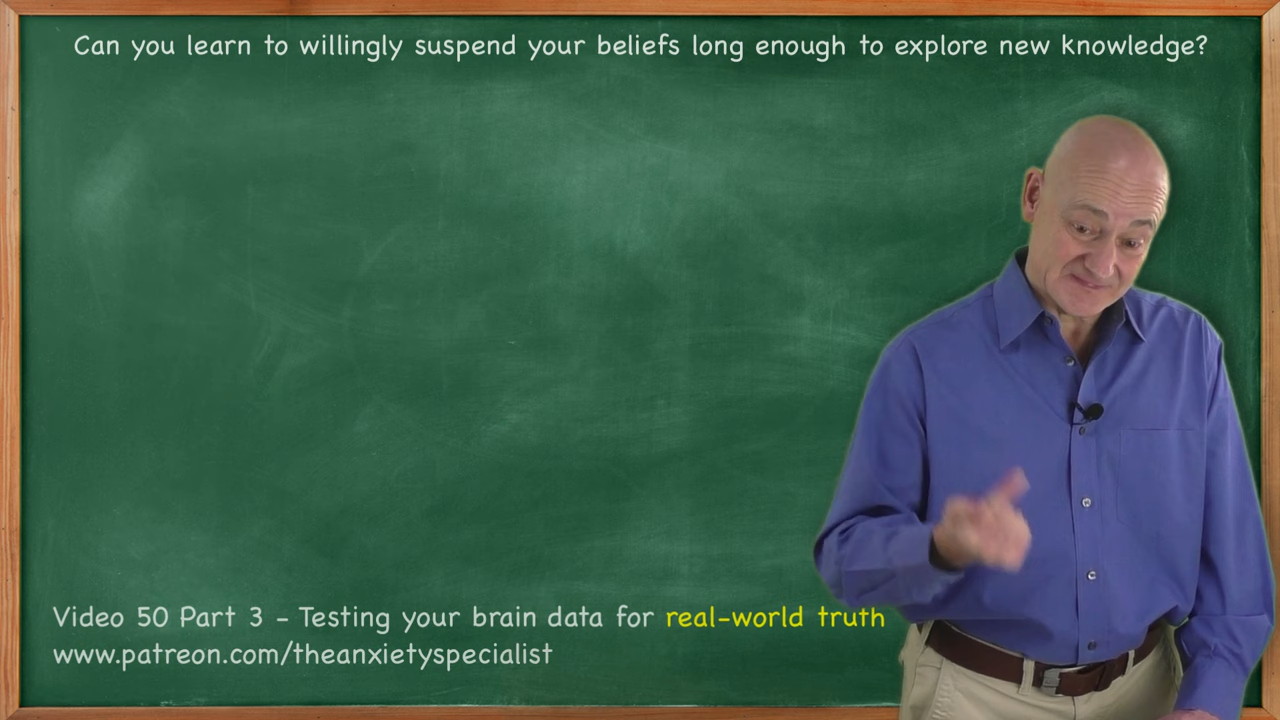 Can you learn to willingly suspend your beliefs long enough to explore new knowledge?
Video 50 Part 3 - Testing your brain data for real-world truth
www.patreon.com/theanxietyspecialist